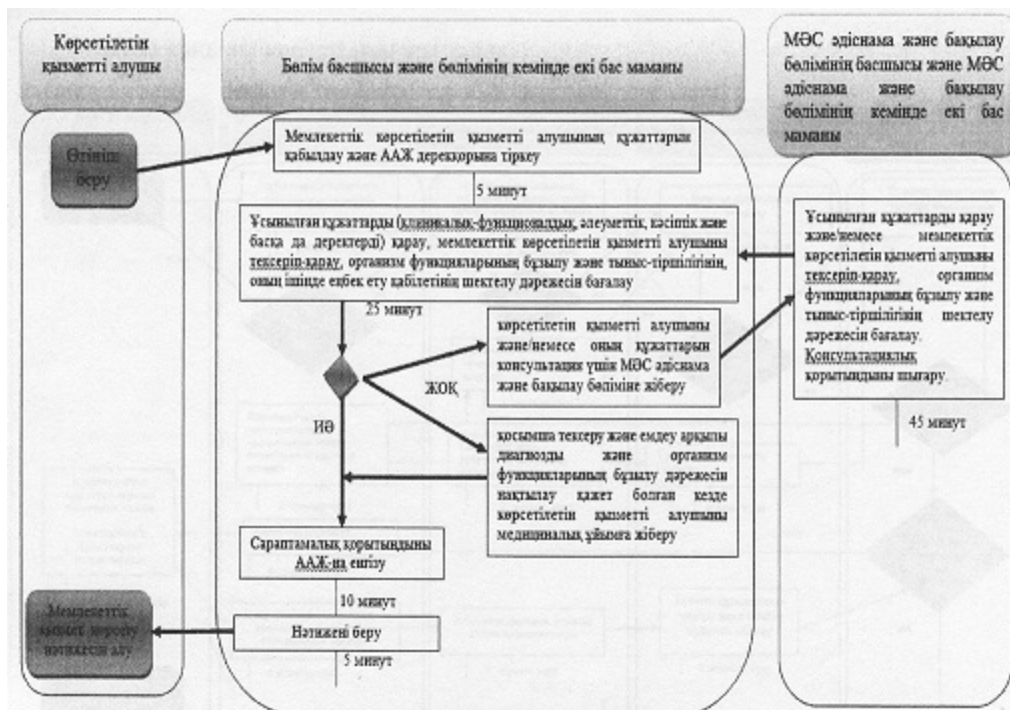 Көрсетілетін
қызметті алушы
Бөлім басшысы және бөлімінің кемінде екі бас маманы
МӘС әдіснама және бақылау
бөлімінің басшысы және МӘС
әдіснама және бақылау
бөлімінің кемінде екі бас
маманы
Өтініш
беру
Мемлекеттік көрсетілетін қызметті алушының құжаттарын
қабылдау және ААЖ дерекқорына тіркеу
5 минут
Ұсынылған құжаттарды (клиникалық-функционалдық, әлеуметтік, кәсіптік және
басқа да деректерді) қарау, мемлекеттік көрсетілетін қызметті алушыны
тексеріп-қарау, организм функцияларының бұзылу және тыныс-тіршілігінің,
оның ішінде еңбек ету қабілетінің шектелу дәрежесін бағалау
25 минут
Ұсынылған құжаттарды қарау
және/немесе мемлекеттік
көрсетілетін қызметті алушыны
тексеріп-қарау, организм
функцияларының бұзылу және
тыныс-тіршілігінің шектелу
дәрежесін бағалау.
Консультациялық
қорытындыны шығару.
45 минут
көрсетілетін қызметті алушыны
және/немесе оның құжаттарын
консультация үшін МӘС әдіснама
және бақылау бөліміне жіберу
ЖОҚ
ИӘ
қосымша тексеру және емдеу арқылы
диагнозды және организм
функцияларының бұзылу дәрежесін
нақтылау қажет болған кезде
көрсетілетін қызметті алушыны
медициналық ұйымға жіберу
Сараптамалық қорытындыны
ААЖ-на енгізу
10 минут
Нәтижені беру
5 минут
Мемлекеттік
қызмет көрсету
нәтижесін алу